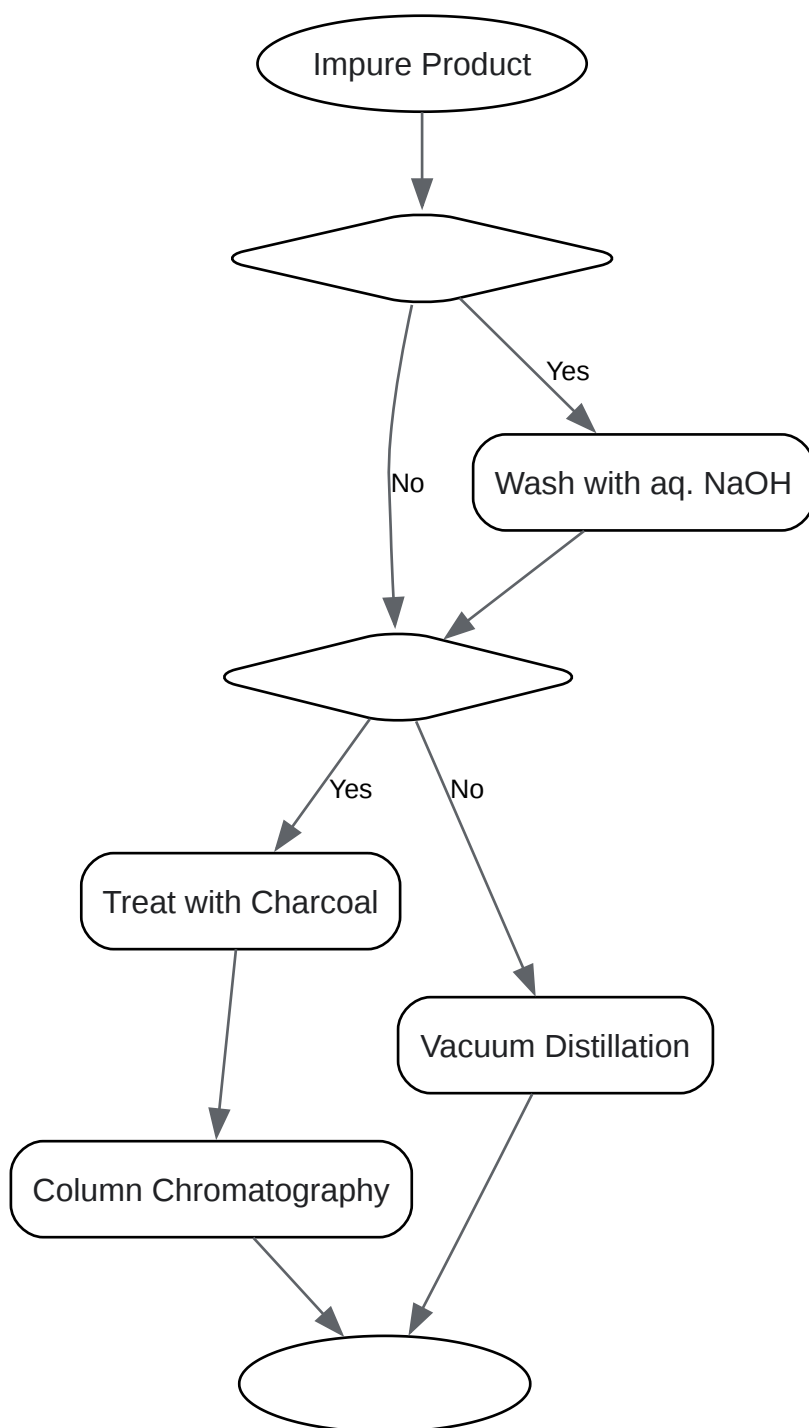 Impure Product
Yes
No
Wash with aq. NaOH
Yes
No
Treat with Charcoal
Vacuum Distillation
Column Chromatography